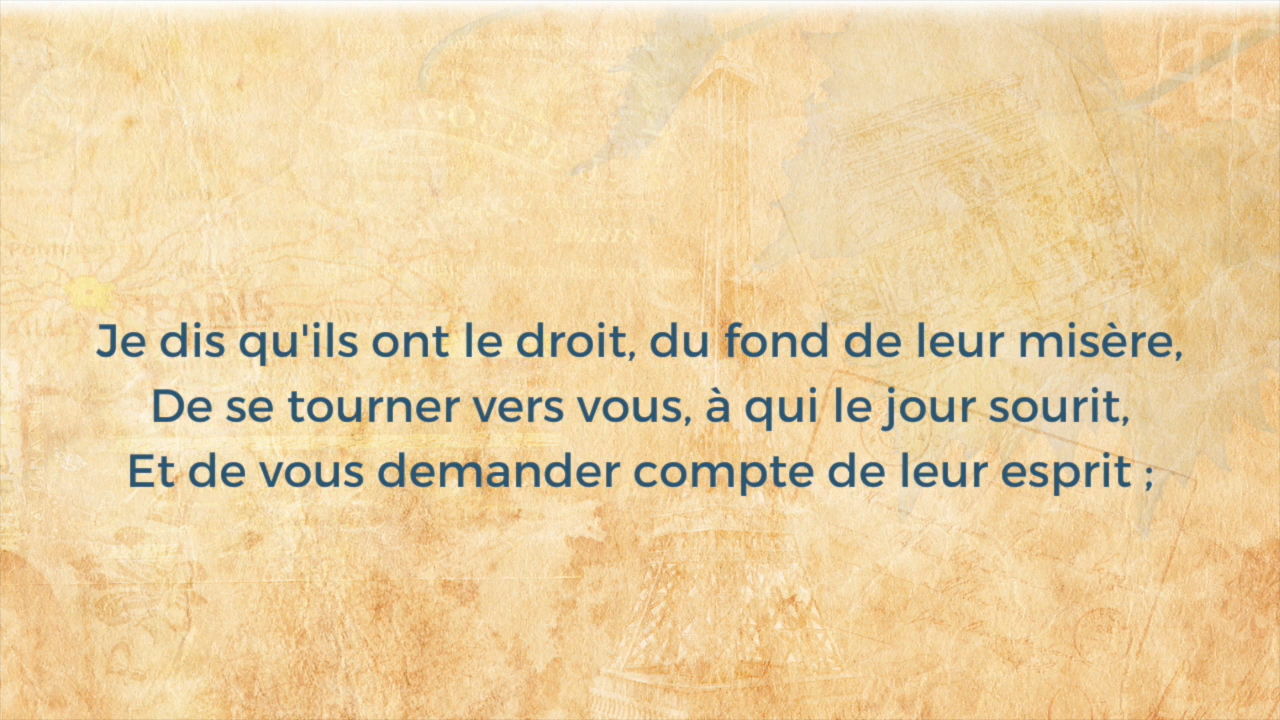 Je dis qu'ils ont le droit, du fond de leur misère,
De se tourner vers vous, à qui le jour sourit,
Et de vous demander compte de leur esprit ;
PARIS